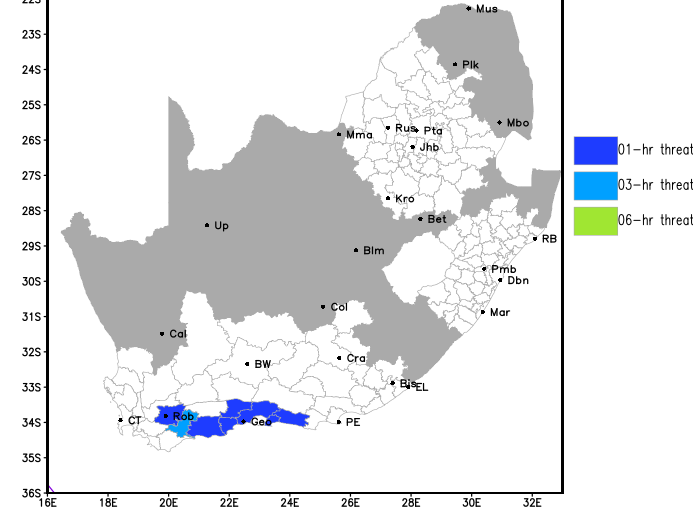 22S
Mus
23S
24S
Plk
25S
Mbo
Rus
Pta
26S
Mma
Jhb
01-hr threat
27S
03-hr threat
Kro
28S
Bet
06-hr threat
Up
RB
29S
Blm
Pmb
30S
Dbn
Col
31S
Mar
Cal
32S
Cra
BW
33S
Bis
EL
Rob
34S
CT
Geo
PE
35S
36S
16E
18E
20E
22E
24E
26E
28E
30E
32E